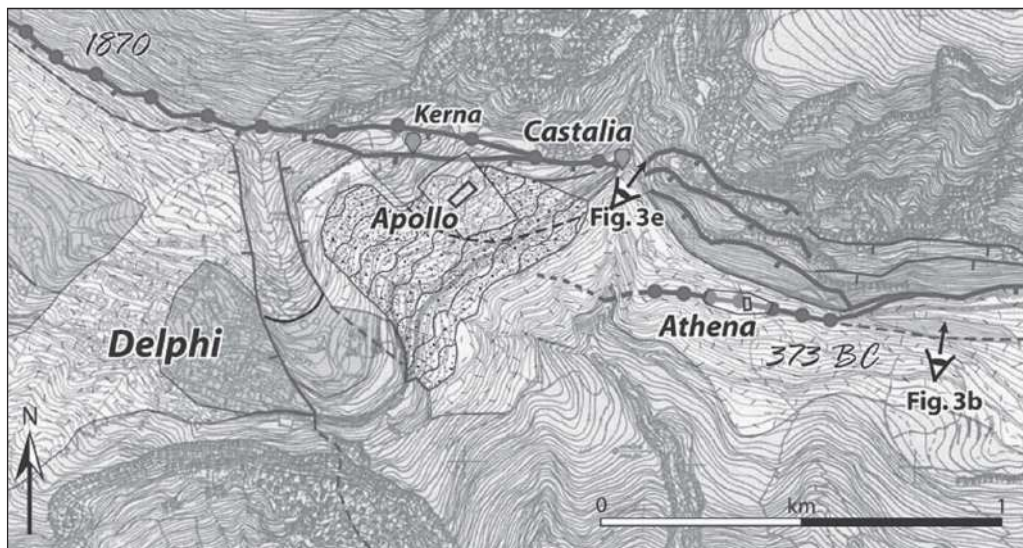 1870
Kerna
Castalia
Apollo
Fig. 3e
Delphi
Athena
373 BC
Fig. 3b
N
0 km 1